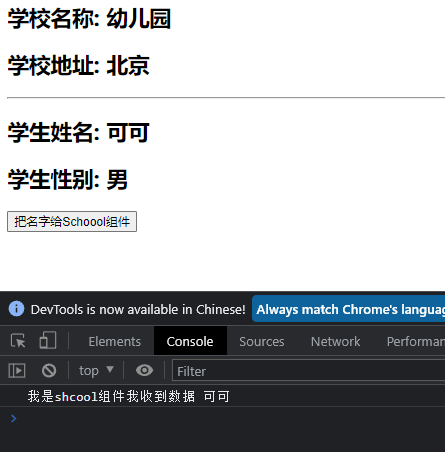 学校名称: 幼儿园
学校地址: 北京
学生姓名: 可可
学生性别: 男
把名字给Schoool组件
DevTools is now available in Chinese! Always match Chrome's langua
Elements Console Sources Network Performan
top Filter
我是shcool组件我收到数据 可可